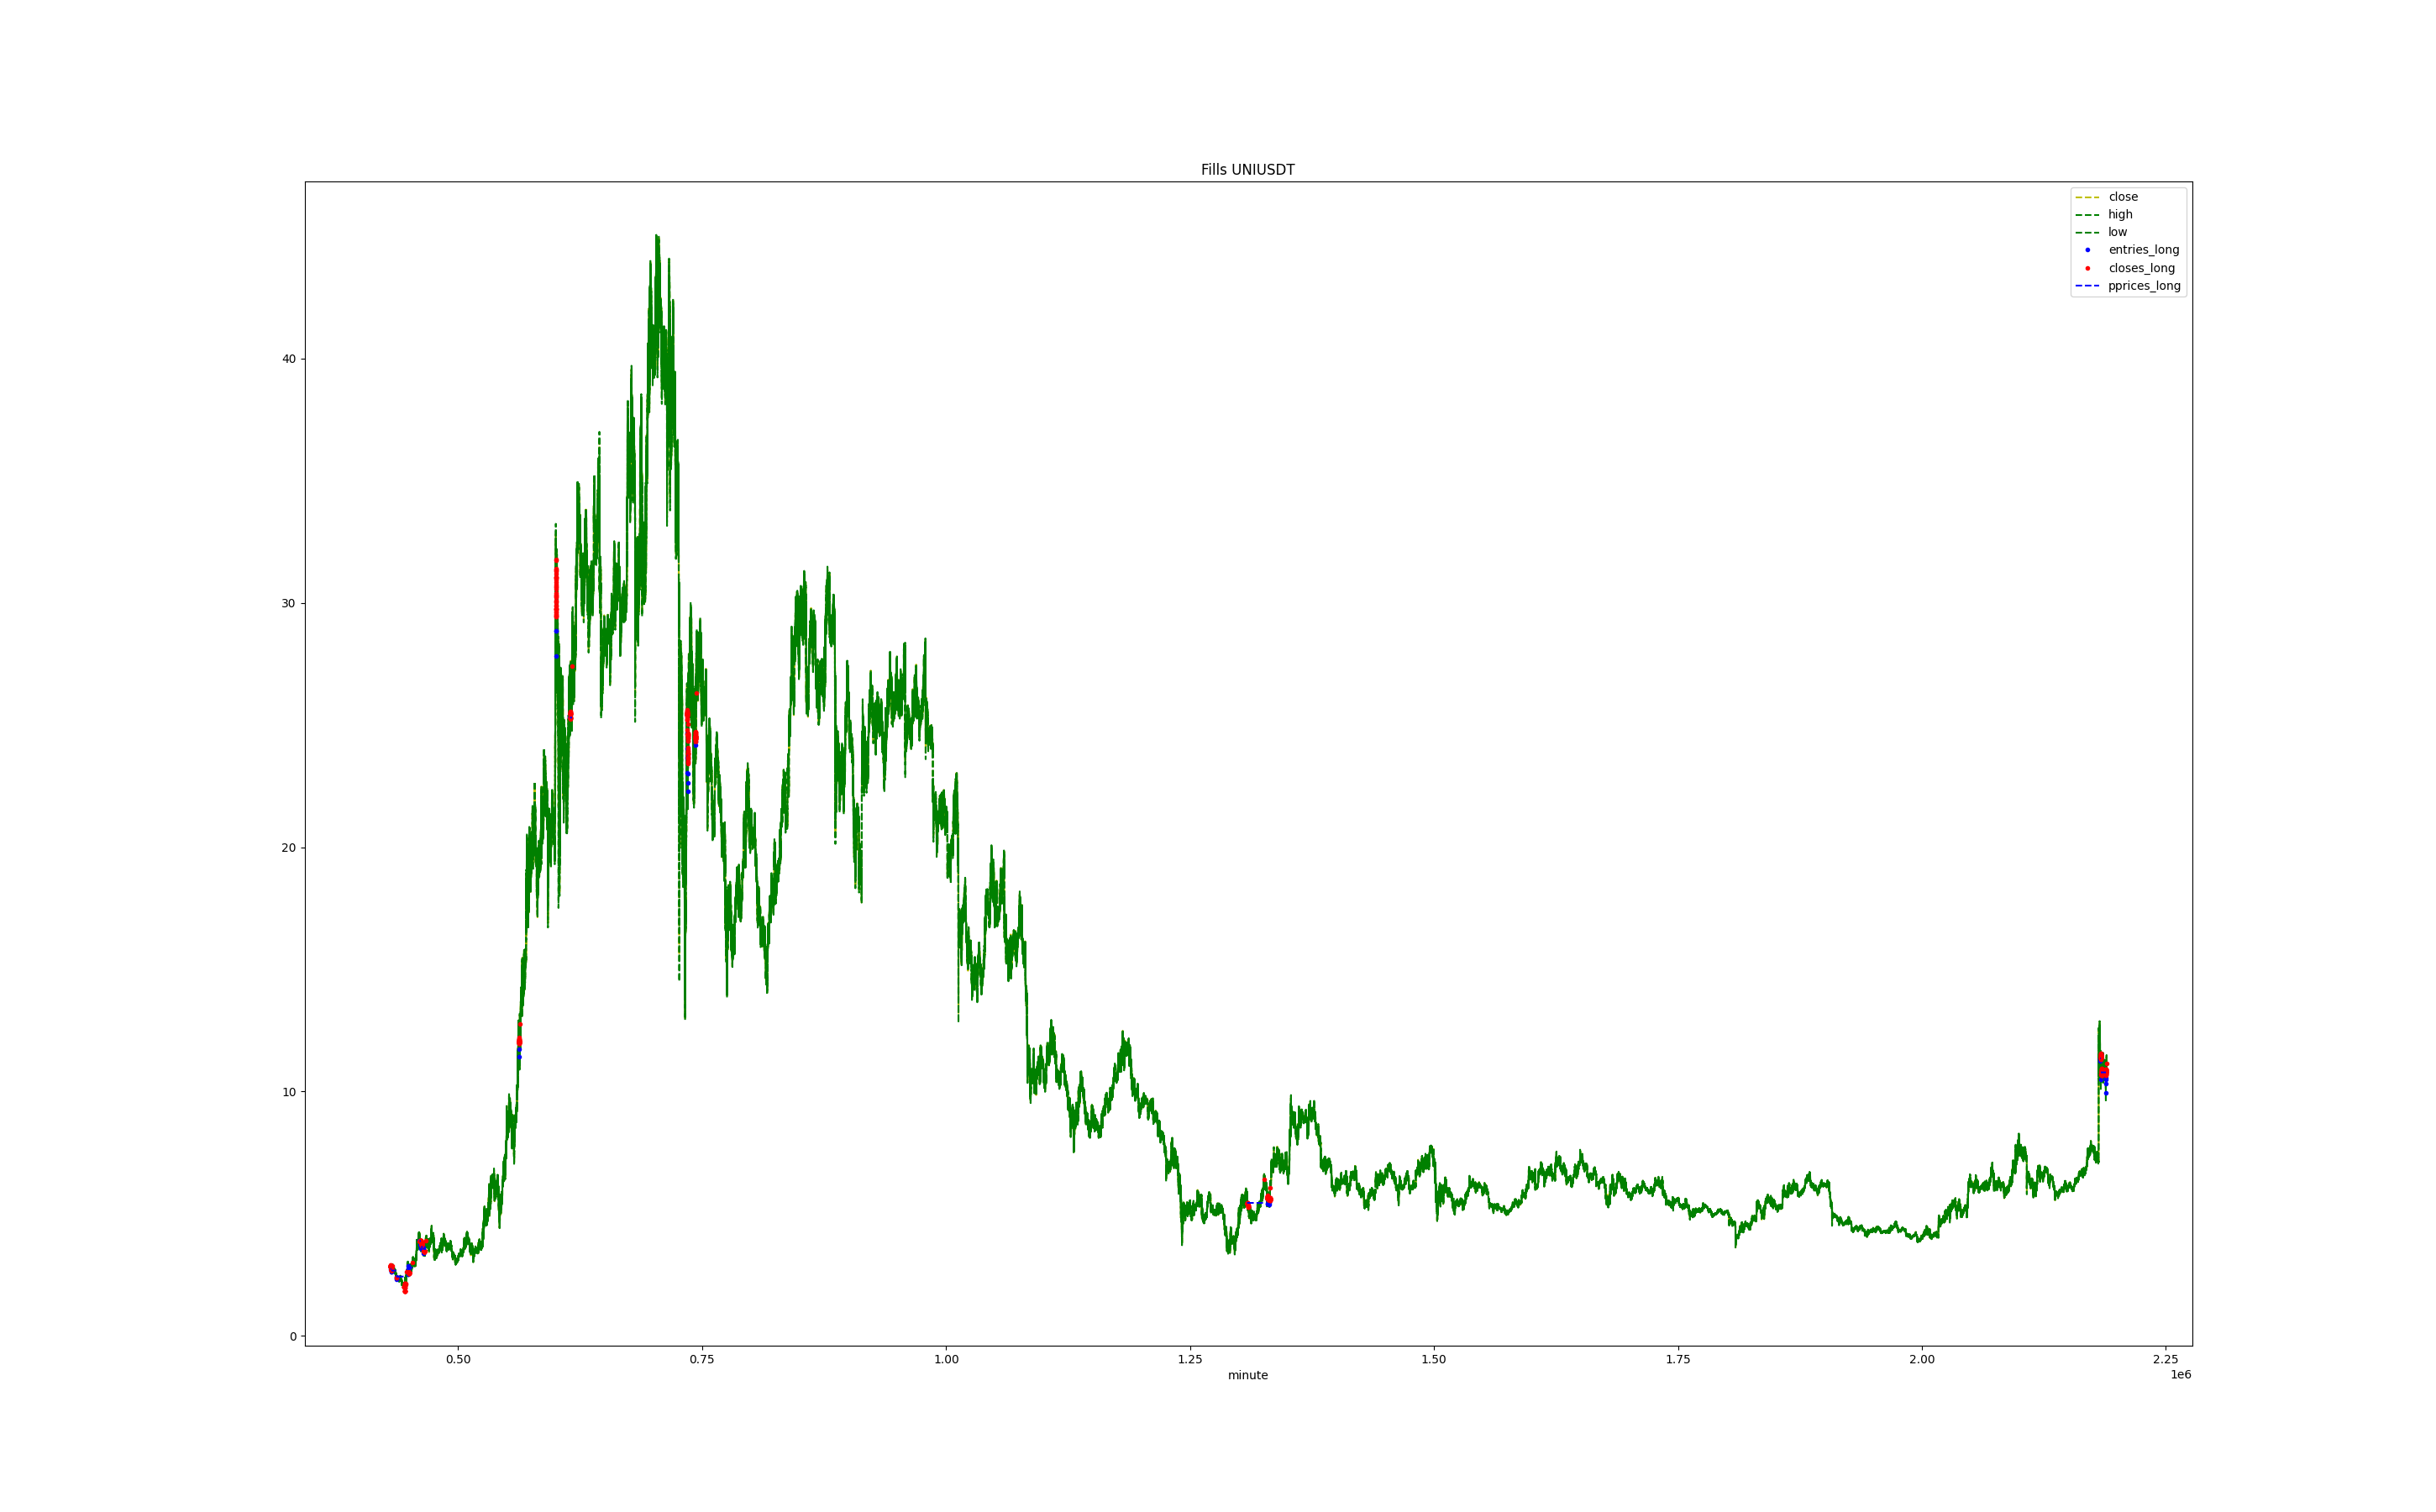 Fills UNIUSDT
close
high
low
entries_long
closes_long
pprices_long
40
30
20
10
0
0.50 0.75 1.00 1.25 1.50 1.75 2.00 2.25
1e6
minute